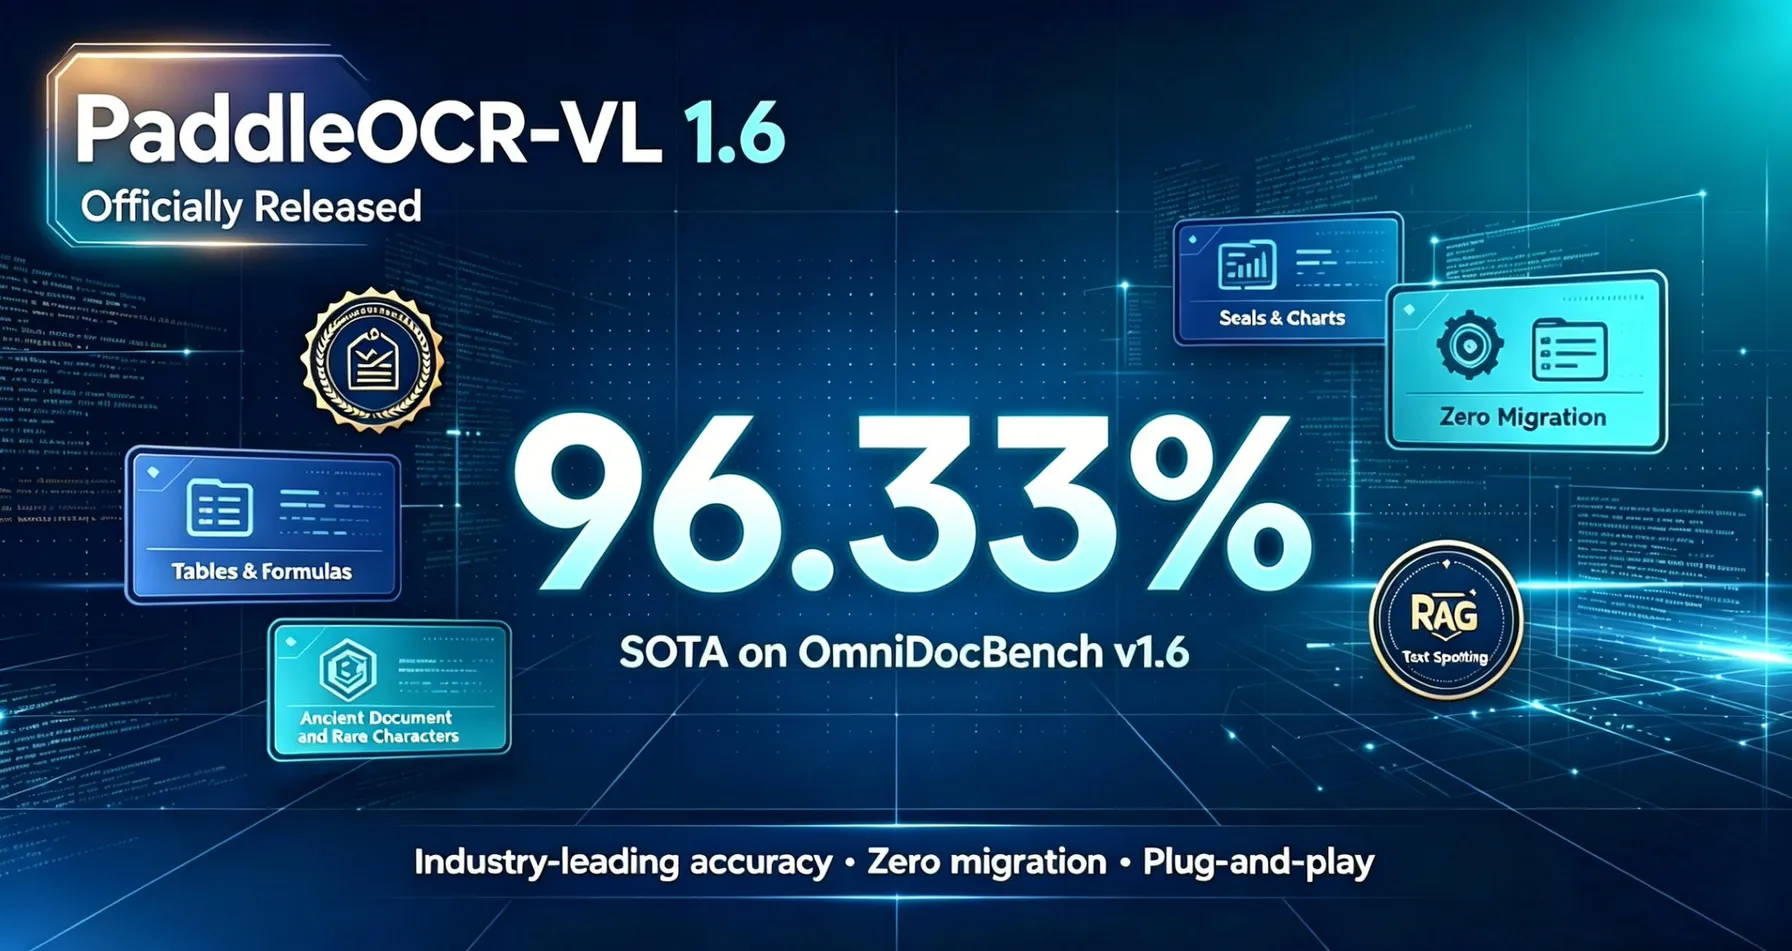 PaddleOCR-VL 1.6
Officially Released
Seals & Charts
Zero Migration
96.33%
SOTA on OmniDocBench v1.6
Tables & Formulas
RAG
Text Spotting
Ancient Document
and Rare Characters
Industry-leading accuracy • Zero migration • Plug-and-play